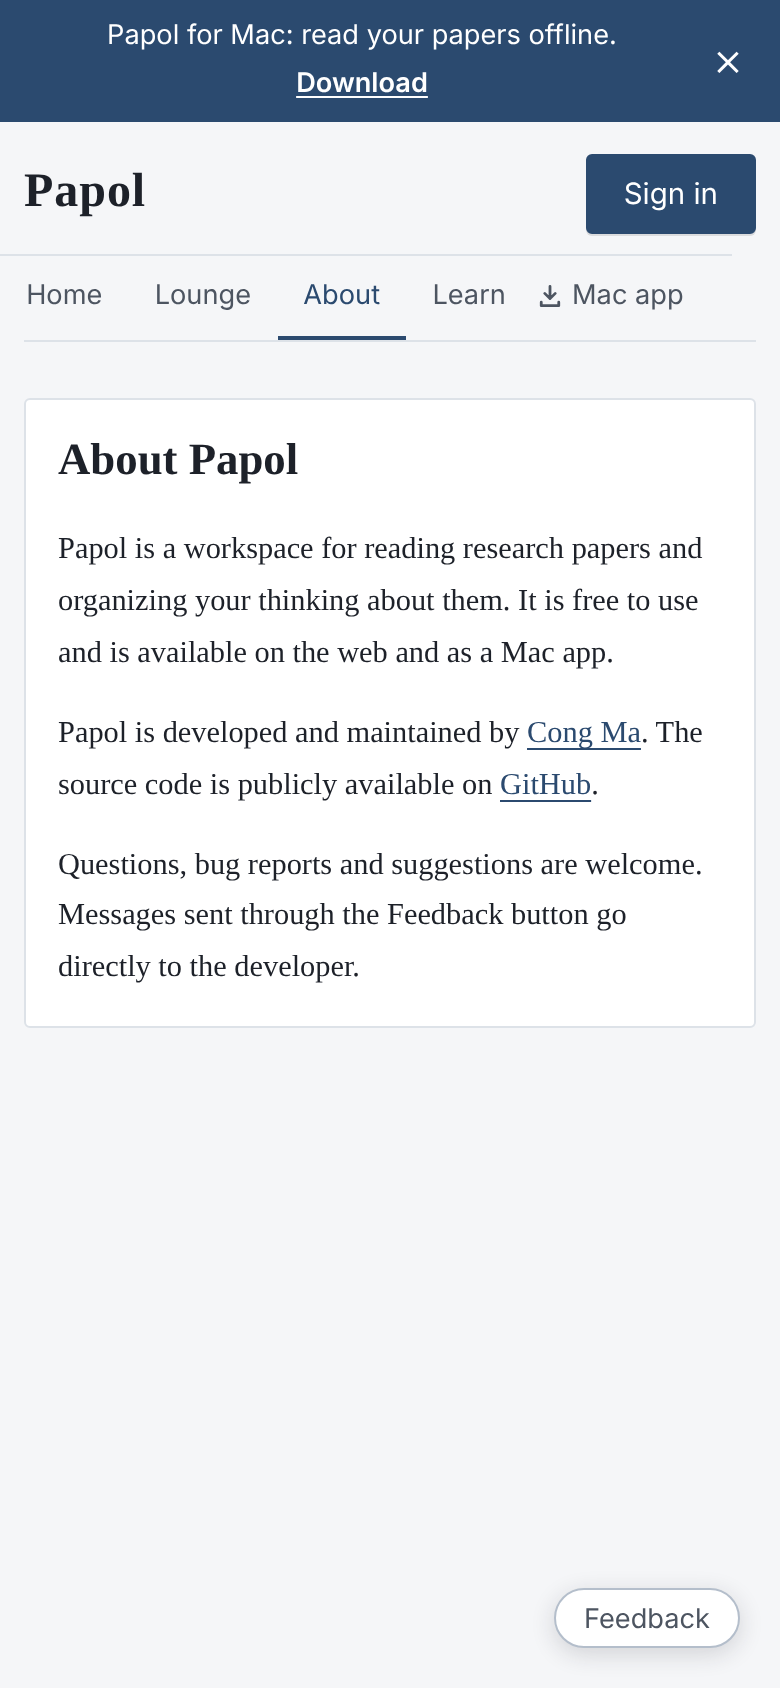 Papol for Mac: read your papers offline.
Download
Papol
Sign in
Home Lounge About Learn Mac app
About Papol
Papol is a workspace for reading research papers and
organizing your thinking about them. It is free to use
and is available on the web and as a Mac app.
Papol is developed and maintained by Cong Ma. The
source code is publicly available on GitHub.
Questions, bug reports and suggestions are welcome.
Messages sent through the Feedback button go
directly to the developer.
Feedback